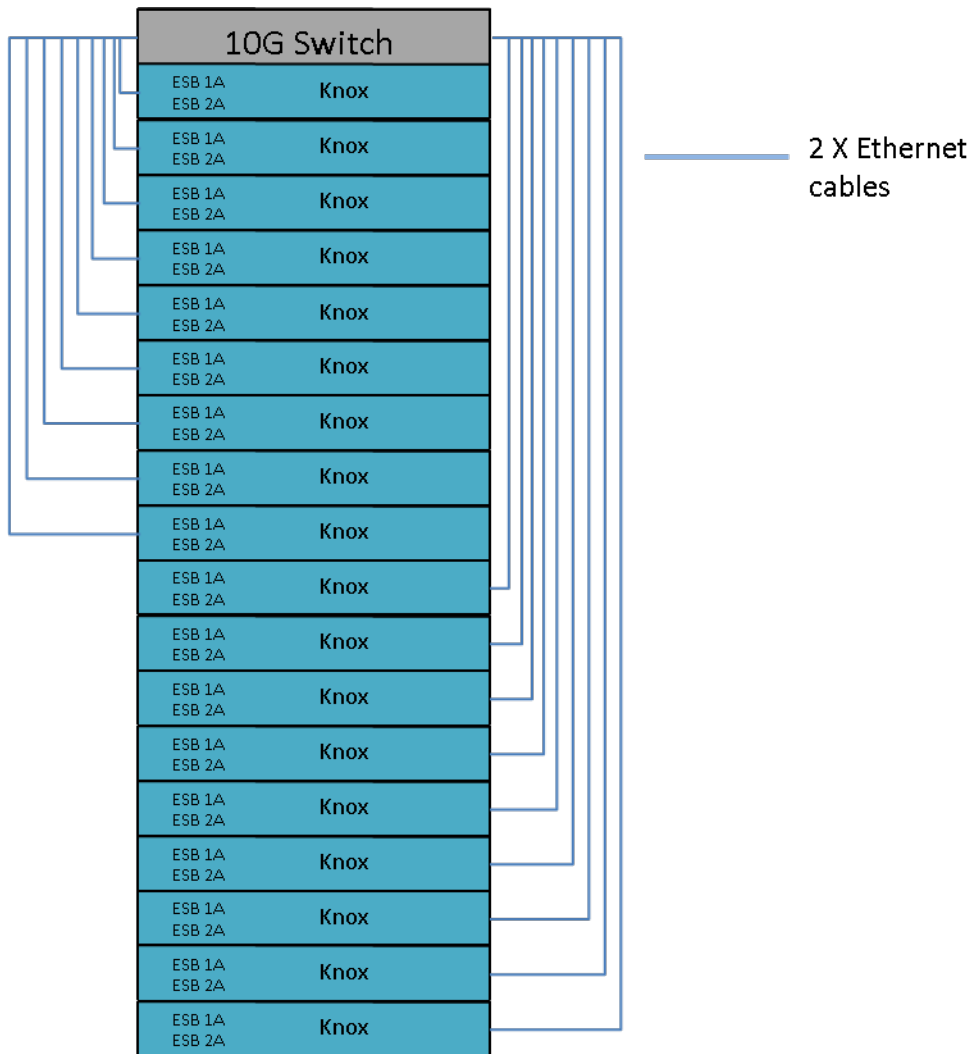 10G Switch
ESB 1A
ESB 2A
Knox
ESB 1A
ESB 2A
Knox
ESB 1A
ESB 2A
Knox
ESB 1A
ESB 2A
Knox
ESB 1A
ESB 2A
Knox
ESB 1A
ESB 2A
Knox
ESB 1A
ESB 2A
Knox
ESB 1A
ESB 2A
Knox
ESB 1A
ESB 2A
Knox
ESB 1A
ESB 2A
Knox
ESB 1A
ESB 2A
Knox
ESB 1A
ESB 2A
Knox
ESB 1A
ESB 2A
Knox
ESB 1A
ESB 2A
Knox
ESB 1A
ESB 2A
Knox
ESB 1A
ESB 2A
Knox
ESB 1A
ESB 2A
Knox
ESB 1A
ESB 2A
Knox
2 X Ethernet
cables